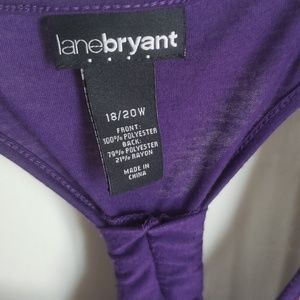 lanebryant
18/20W
FRONT:
100% POLYESTER
BACK:
79% POLYESTER
21% RAYON
MADE IN
CHINA